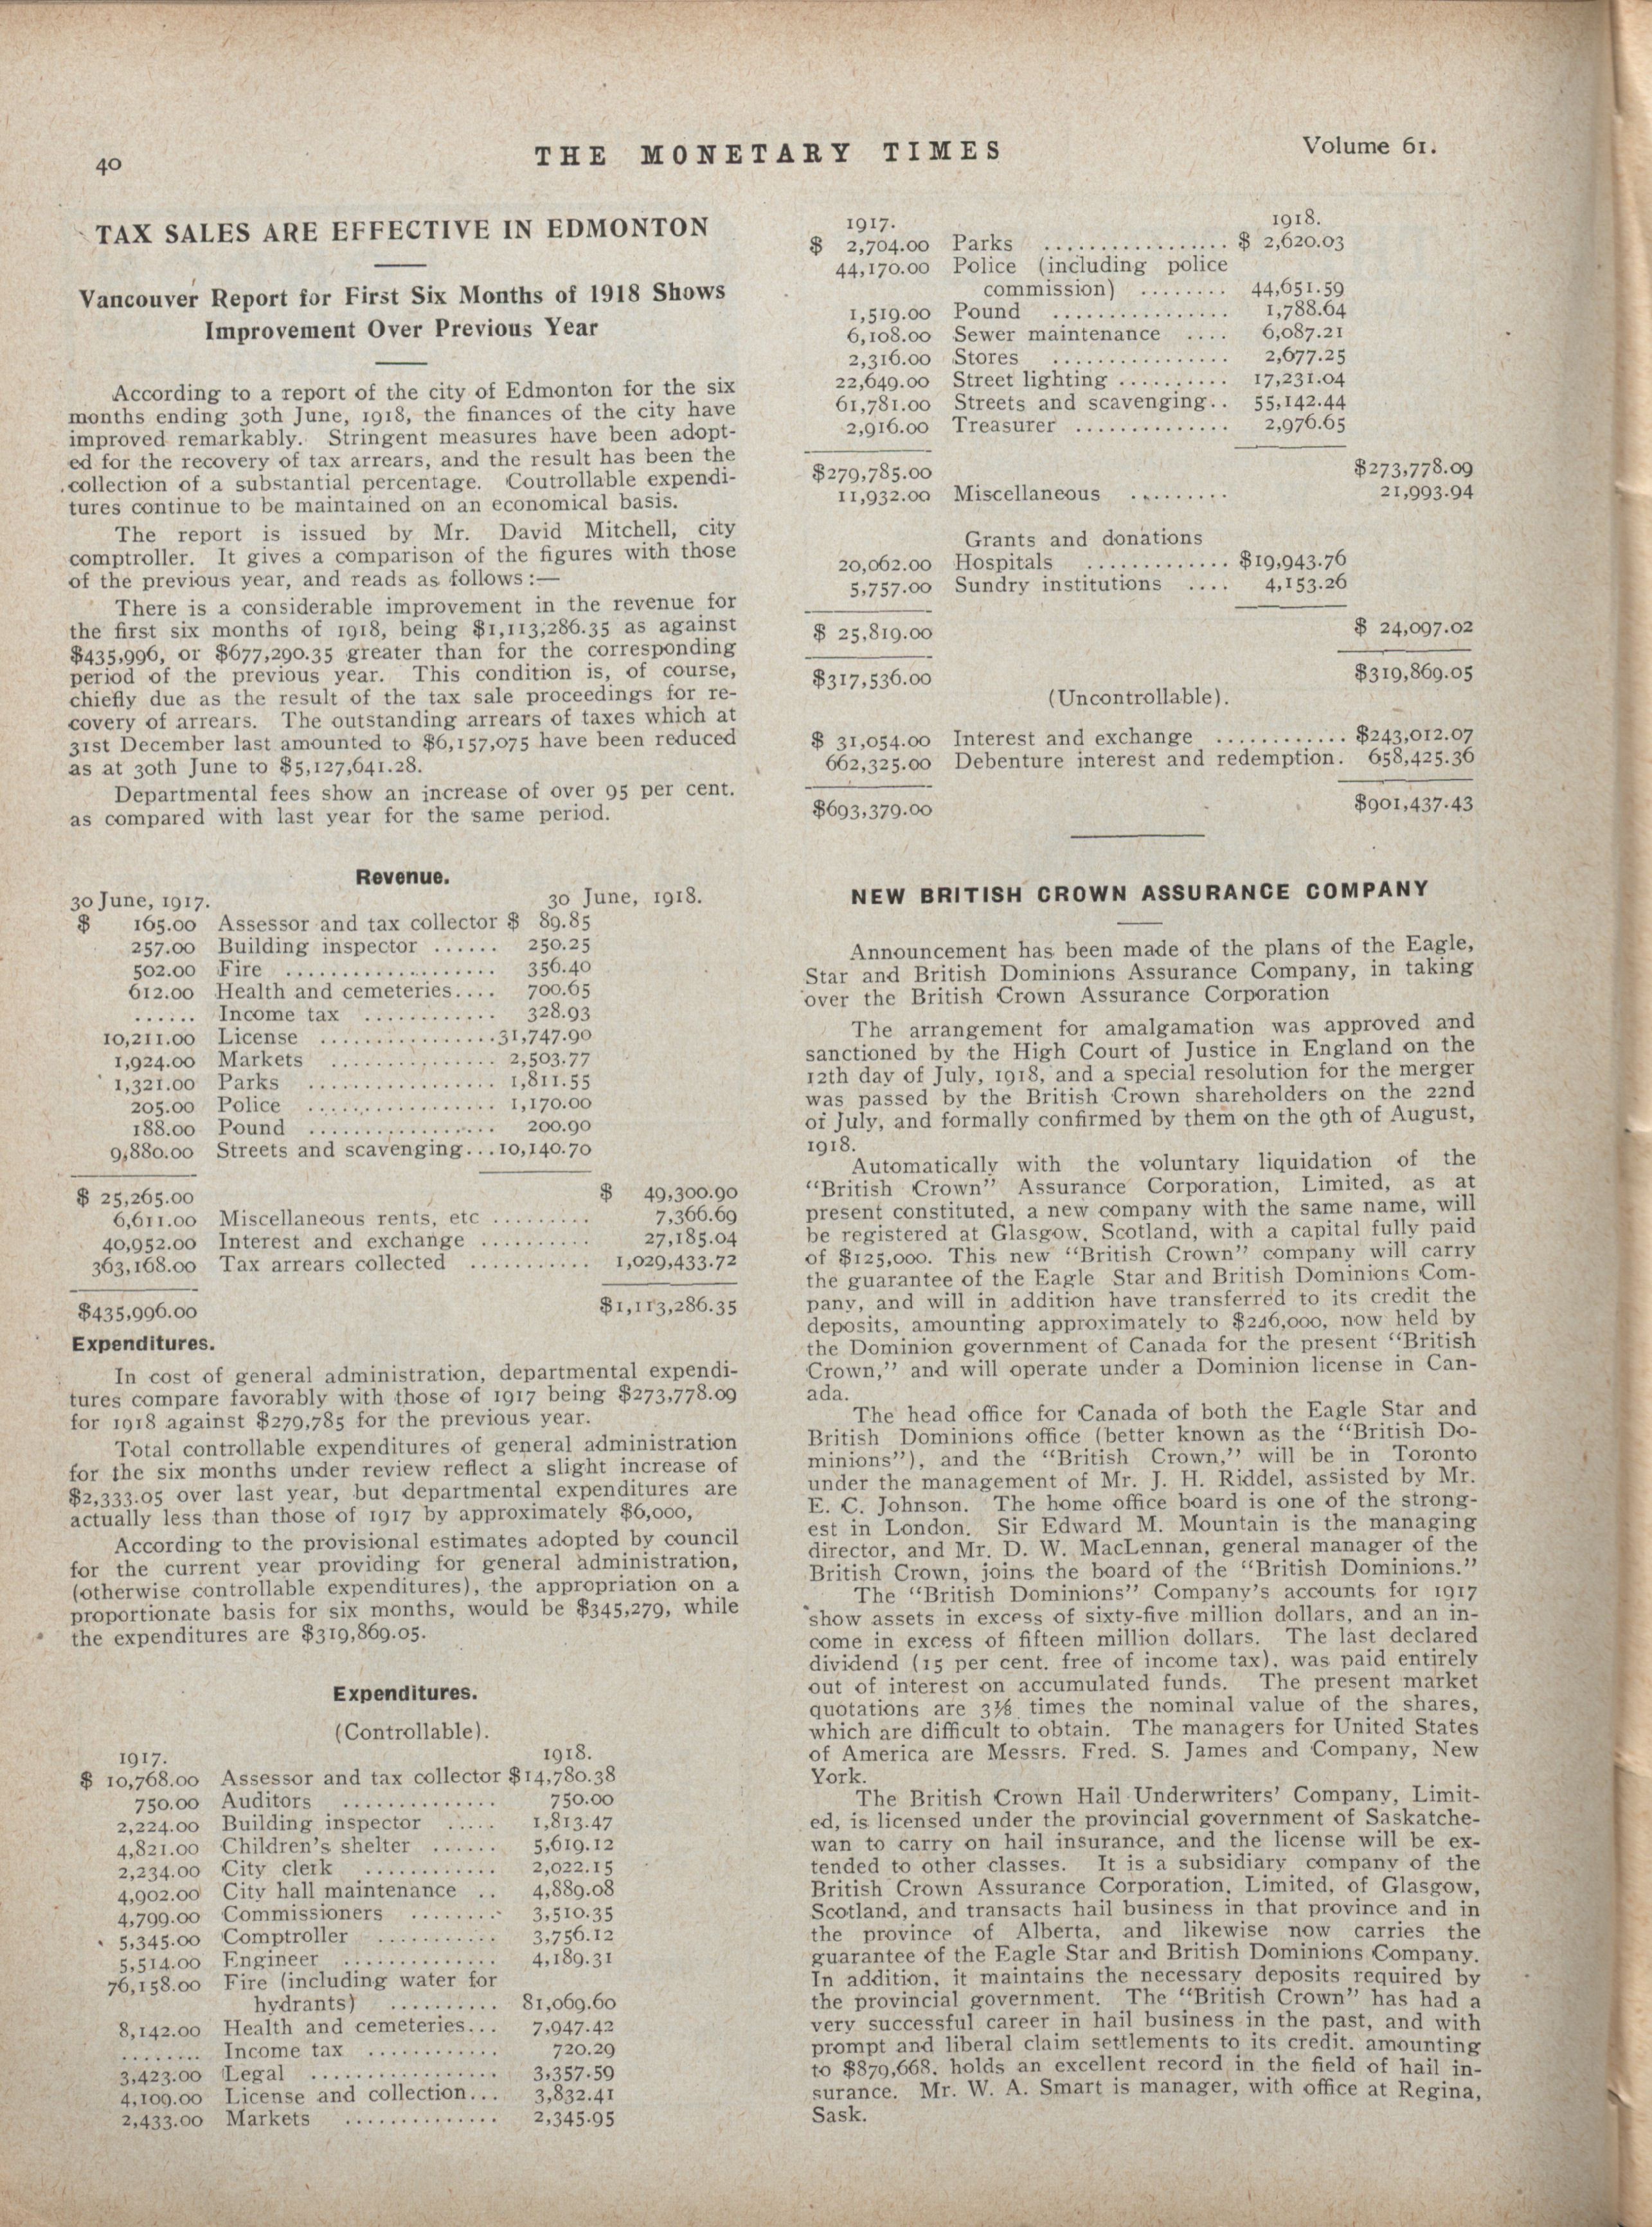 40
THE MONETARY TIMES
Volume 61.
TAX SALES ARE EFFECTIVE IN EDMONTON
Vancouver Report for First Six Months of 1918 Shows
Improvement Over Previous Year
According to a report of the city of Edmonton for the six
months ending 30th June, 1918, the finances of the city have
improved remarkably. Stringent measures have been adopt-
ed for the recovery of tax arrears, and the result has been the
collection of a substantial percentage. Coutrollable expendi-
tures continue to be maintained on an economical basis.
The report is issued by Mr. David Mitchell, city
comptroller. It gives a comparison of the figures with those
of the previous year, and reads as follows:—
There is a considerable improvement in the revenue for
the first six months of 1918, being $1,113,286.35 as against
$435,996, or $677,290.35 greater than for the corresponding
period of the previous year. This condition is, of course,
chiefly due as the result of the tax sale proceedings for re-
covery of arrears. The outstanding arrears of taxes which at
31st December last amounted to $6,157,075 have been reduced
as at 30th June to $5,127,641.28.
Departmental fees show an increase of over 95 per cent.
as compared with last year for the same period.
Revenue.
30 June, 1917. 30 June, 1918.
$ 165.00 Assessor and tax collector $ 89.85
257.00 Building inspector ...... 250.25
502.00 Fire ................... 356.40
612.00 Health and cemeteries.... 700.65
...... Income tax ............ 328.93
10,211.00 License ................31,747.90
1,924.00 Markets ............... 2,503.77
1,321.00 Parks ................. 1,811.55
205.00 Police ................. 1,170.00
188.00 Pound ................. 200.90
9,880.00 Streets and scavenging...10,140.70
$ 25,265.00 $ 49,300.90
6,611.00 Miscellaneous rents, etc ......... 7,366.69
40,952.00 Interest and exchange .......... 27,185.04
363,168.00 Tax arrears collected ........... 1,029,433.72
$435,996.00 $1,113,286.35
Expenditures.
In cost of general administration, departmental expendi-
tures compare favorably with those of 1917 being $273,778.09
for 1918 against $279,785 for the previous year.
Total controllable expenditures of general administration
for the six months under review reflect a slight increase of
$2,333.05 over last year, but departmental expenditures are
actually less than those of 1917 by approximately $6,000,
According to the provisional estimates adopted by council
for the current year providing for general administration,
(otherwise controllable expenditures), the appropriation on a
proportionate basis for six months, would be $345,279, while
the expenditures are $319,869.05.
Expenditures.
(Controllable).
1917. 1918.
$ 10,768.00 Assessor and tax collector $14,780.38
750.00 Auditors .............. 750.00
2,224.00 Building inspector ..... 1,813.47
4,821.00 Children's shelter ...... 5,619.12
2,234.00 City clerk ............ 2,022.15
4,902.00 City hall maintenance .. 4,889.08
4,799.00 Commissioners ........ 3,510.35
5,345.00 Comptroller ........... 3,756.12
5,514.00 Engineer .............. 4,189.31
76,158.00 Fire (including water for
hydrants) .......... 81,069.60
8,142.00 Health and cemeteries... 7,947.42
........ Income tax ............ 720.29
3,423.00 Legal ................. 3,357.59
4,109.00 License and collection... 3,832.41
2,433.00 Markets .............. 2,345.95
1917. 1918.
$ 2,704.00 Parks ................. $ 2,620.03
44,170.00 Police (including police
commission) ........ 44,651.59
1,519.00 Pound ................ 1,788.64
6,108.00 Sewer maintenance .... 6,087.21
2,316.00 Stores ................ 2,677.25
22,649.00 Street lighting .......... 17,231.04
61,781.00 Streets and scavenging.. 55,142.44
2,916.00 Treasurer .............. 2,976.65
$279,785.00 $273,778.09
11,932.00 Miscellaneous ......... 21,993.94
Grants and donations
20,062.00 Hospitals ............. $19,943.76
5,757.00 Sundry institutions .... 4,153.26
$ 25,819.00 $ 24,097.02
$317,536.00 $319,869.05
(Uncontrollable).
$ 31,054.00 Interest and exchange ............ $243,012.07
662,325.00 Debenture interest and redemption. 658,425.36
$693,379.00 $901,437.43
NEW BRITISH CROWN ASSURANCE COMPANY
Announcement has been made of the plans of the Eagle,
Star and British Dominions Assurance Company, in taking
over the British Crown Assurance Corporation
The arrangement for amalgamation was approved and
sanctioned by the High Court of Justice in England on the
12th day of July, 1918, and a special resolution for the merger
was passed by the British Crown shareholders on the 22nd
of July, and formally confirmed by them on the 9th of August,
1918.
Automatically with the voluntary liquidation of the
"British Crown" Assurance Corporation, Limited, as at
present constituted, a new company with the same name, will
be registered at Glasgow, Scotland, with a capital fully paid
of $125,000. This new "British Crown" company will carry
the guarantee of the Eagle Star and British Dominions Com-
pany, and will in addition have transferred to its credit the
deposits, amounting approximately to $246,000, now held by
the Dominion government of Canada for the present "British
Crown," and will operate under a Dominion license in Can-
ada.
The head office for Canada of both the Eagle Star and
British Dominions office (better known as the "British Do-
minions"), and the "British Crown," will be in Toronto
under the management of Mr. J. H. Riddel, assisted by Mr.
E. C. Johnson. The home office board is one of the strong-
est in London. Sir Edward M. Mountain is the managing
director, and Mr. D. W. MacLennan, general manager of the
British Crown, joins the board of the "British Dominions."
The "British Dominions" Company's accounts for 1917
show assets in excess of sixty-five million dollars, and an in-
come in excess of fifteen million dollars. The last declared
dividend (15 per cent. free of income tax), was paid entirely
out of interest on accumulated funds. The present market
quotations are 3⅛ times the nominal value of the shares,
which are difficult to obtain. The managers for United States
of America are Messrs. Fred. S. James and Company, New
York.
The British Crown Hail Underwriters' Company, Limit-
ed, is licensed under the provincial government of Saskatche-
wan to carry on hail insurance, and the license will be ex-
tended to other classes. It is a subsidiary company of the
British Crown Assurance Corporation, Limited, of Glasgow,
Scotland, and transacts hail business in that province and in
the province of Alberta, and likewise now carries the
guarantee of the Eagle Star and British Dominions Company.
In addition, it maintains the necessary deposits required by
the provincial government. The "British Crown" has had a
very successful career in hail business in the past, and with
prompt and liberal claim settlements to its credit, amounting
to $879,668, holds an excellent record in the field of hail in-
surance. Mr. W. A. Smart is manager, with office at Regina,
Sask.